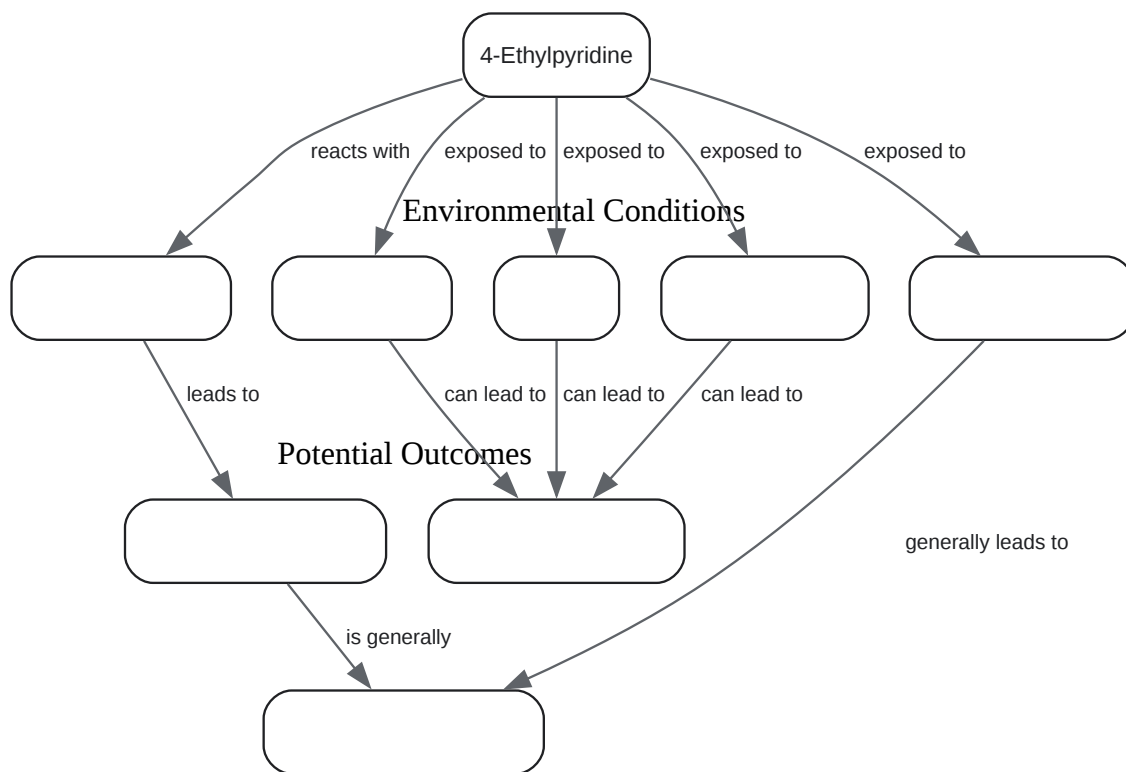 4-Ethylpyridine
reacts with
exposed to
exposed to
exposed to
exposed to
Environmental Conditions
leads to
can lead to
can lead to
can lead to
Potential Outcomes
generally leads to
is generally